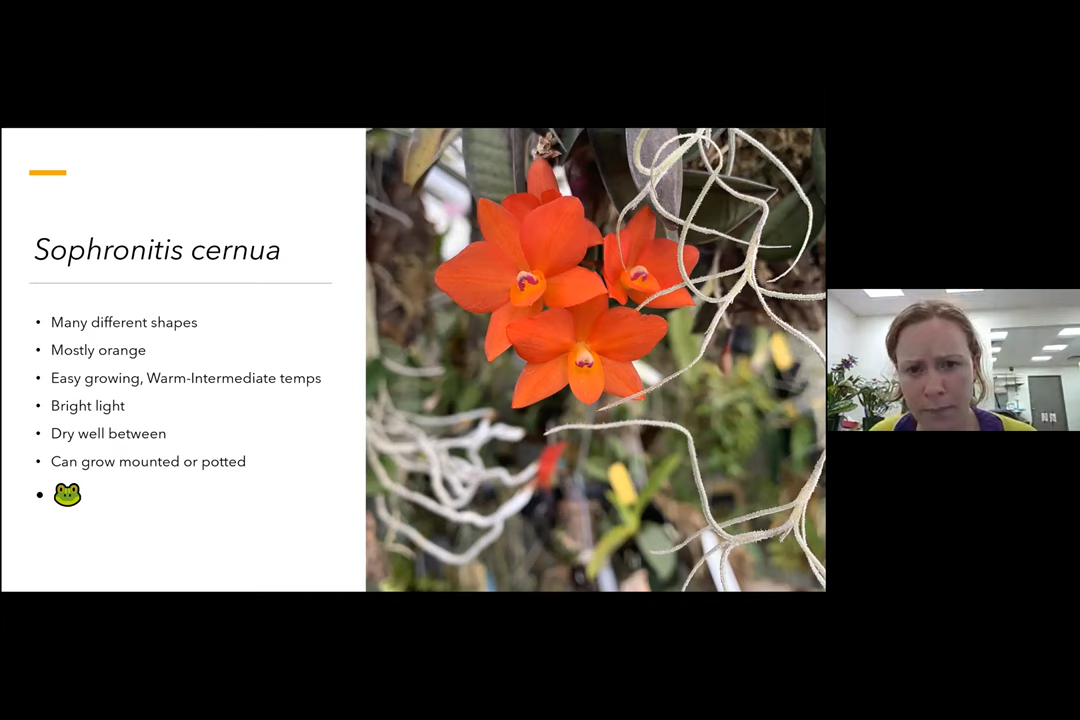 Sophronitis cernua
• Many different shapes
• Mostly orange
• Easy growing, Warm-Intermediate temps
• Bright light
• Dry well between
• Can grow mounted or potted
• 🐸